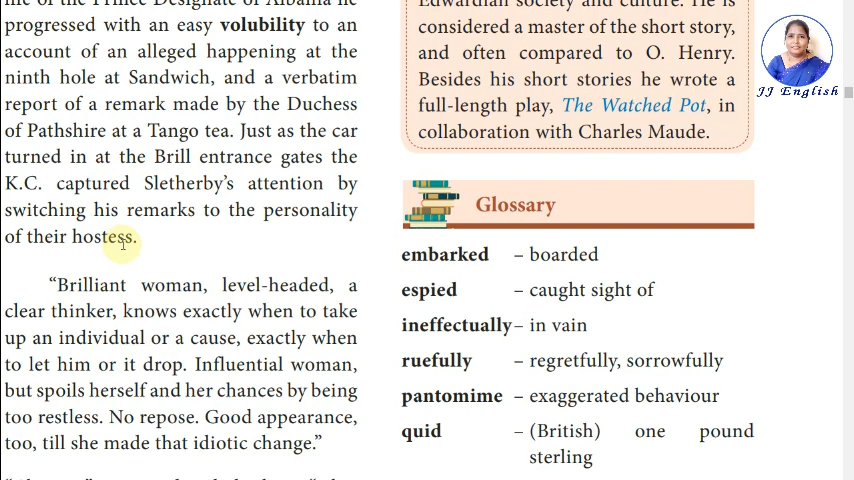 life of the Prince Designate of Albania he
progressed with an easy volubility to an
account of an alleged happening at the
ninth hole at Sandwich, and a verbatim
report of a remark made by the Duchess
of Pathshire at a Tango tea. Just as the car
turned in at the Brill entrance gates the
K.C. captured Sletherby's attention by
switching his remarks to the personality
of their hostess.
"Brilliant woman, level-headed, a
clear thinker, knows exactly when to take
up an individual or a cause, exactly when
to let him or it drop. Influential woman,
but spoils herself and her chances by being
too restless. No repose. Good appearance,
too, till she made that idiotic change."
Edwardian society and culture. He is
considered a master of the short story,
and often compared to O. Henry.
Besides his short stories he wrote a
full-length play, The Watched Pot, in
collaboration with Charles Maude.
Glossary
embarked – boarded
espied – caught sight of
ineffectually – in vain
ruefully – regretfully, sorrowfully
pantomime – exaggerated behaviour
quid – (British) one pound
sterling
JJ English